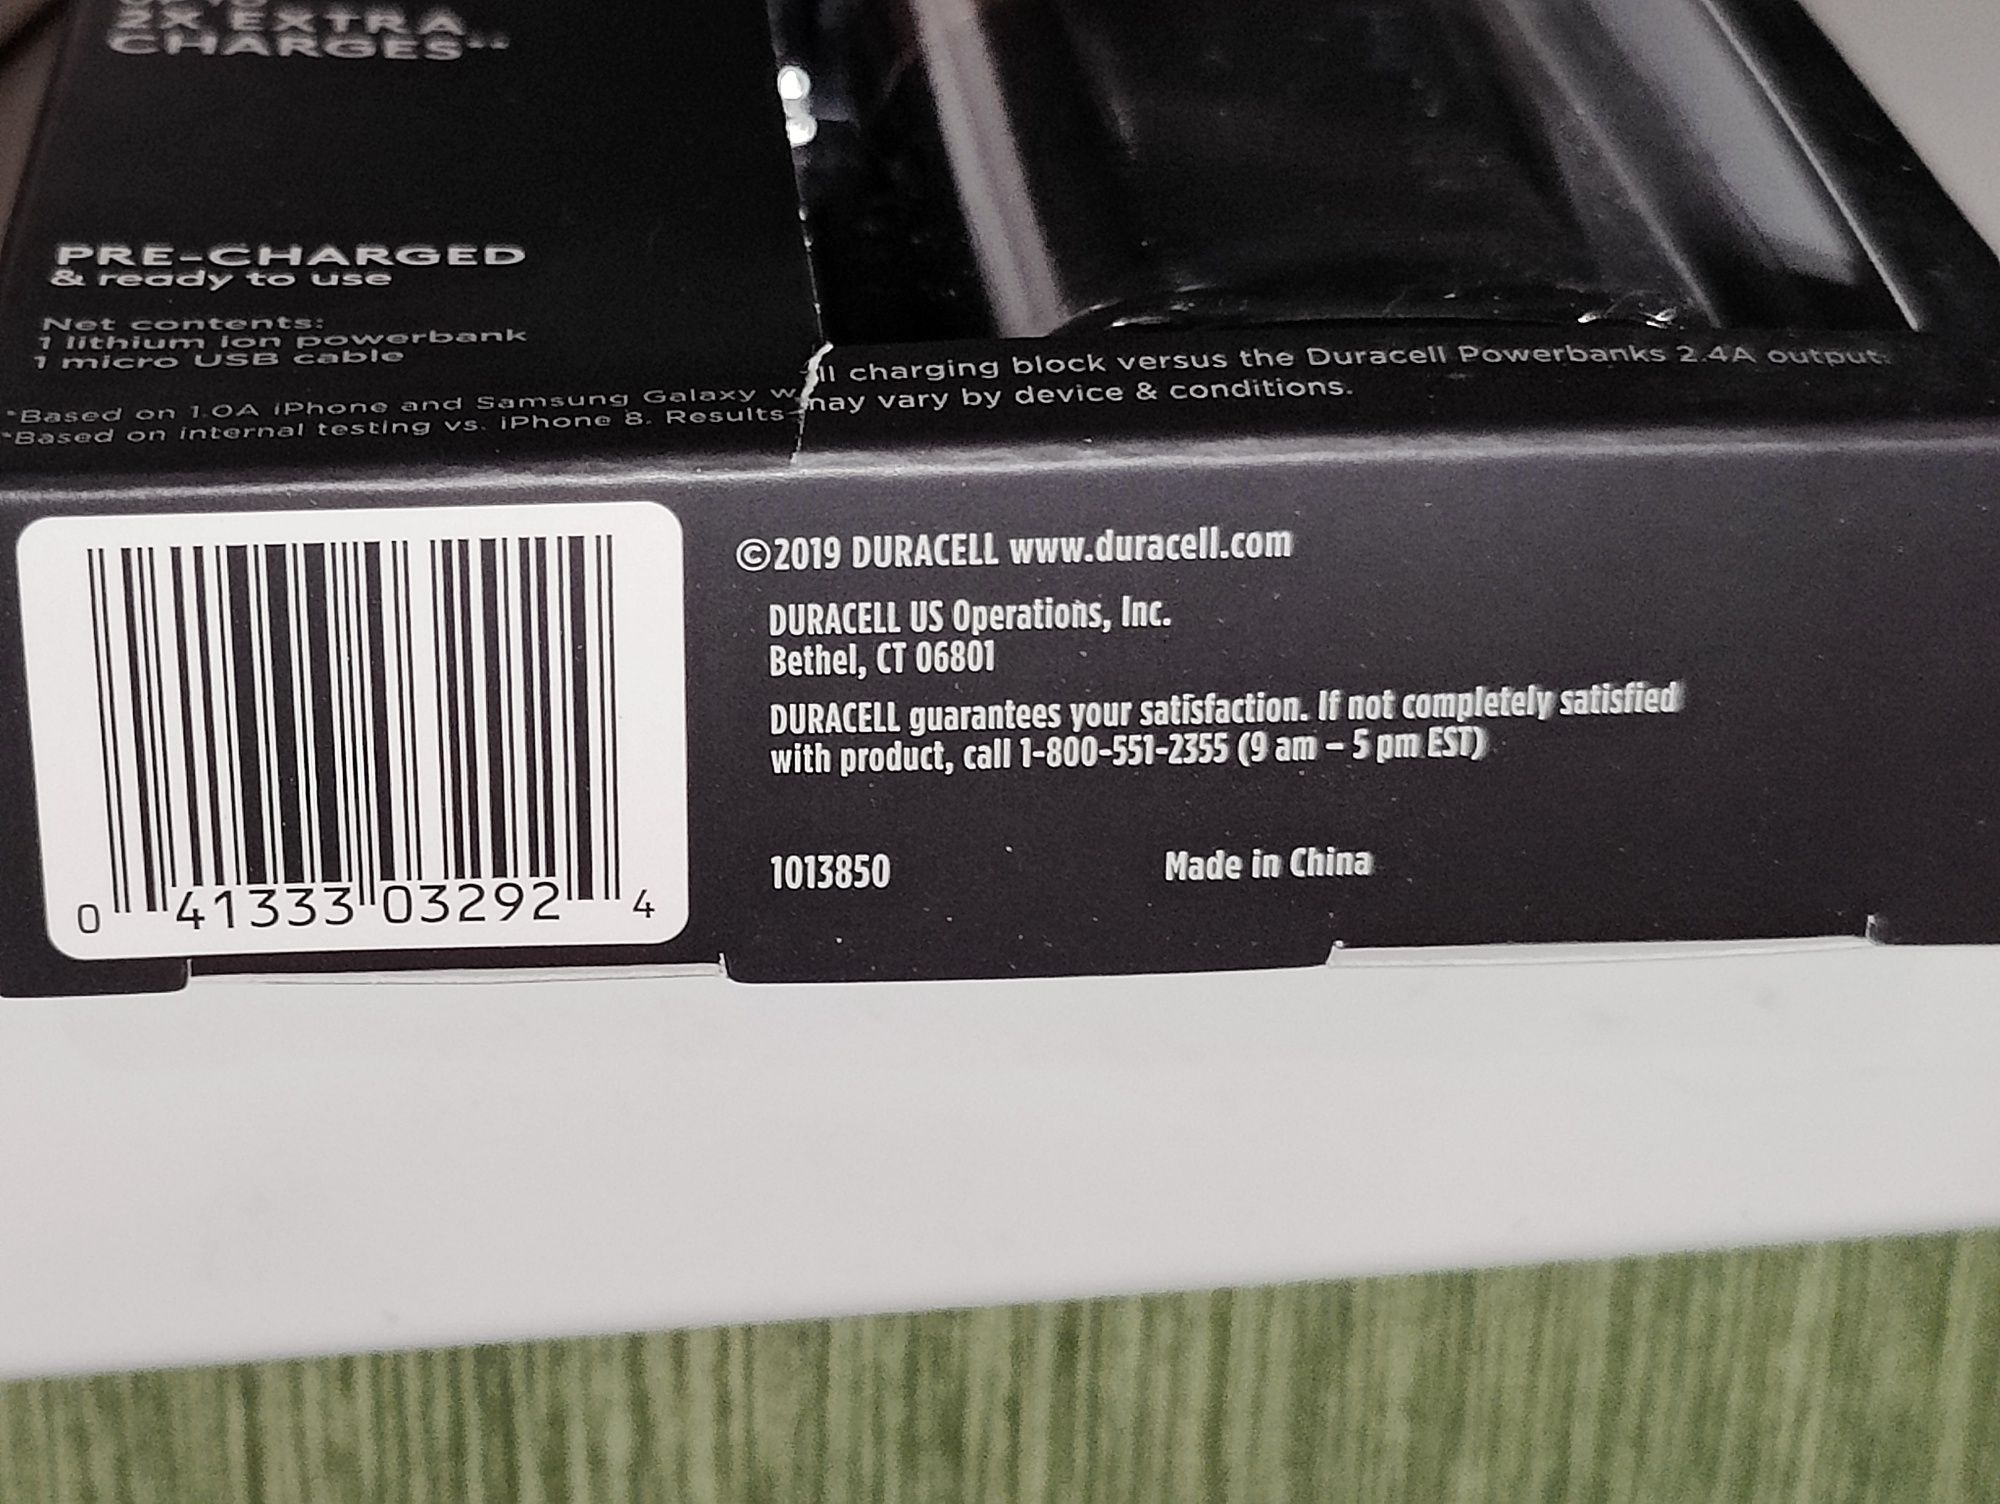 2X EXTRA
CHARGES**
PRE-CHARGED
& ready to use
Net contents:
1 lithium ion powerbank
1 micro USB cable
*Based on 1.0A iPhone and Samsung Galaxy wall charging block versus the Duracell Powerbanks 2.4A output.
*Based on internal testing vs. iPhone 8. Results may vary by device & conditions.
©2019 DURACELL www.duracell.com
DURACELL US Operations, Inc.
Bethel, CT 06801
DURACELL guarantees your satisfaction. If not completely satisfied
with product, call 1-800-551-2355 (9 am – 5 pm EST)
1013850 Made in China
0 41333 03292 4